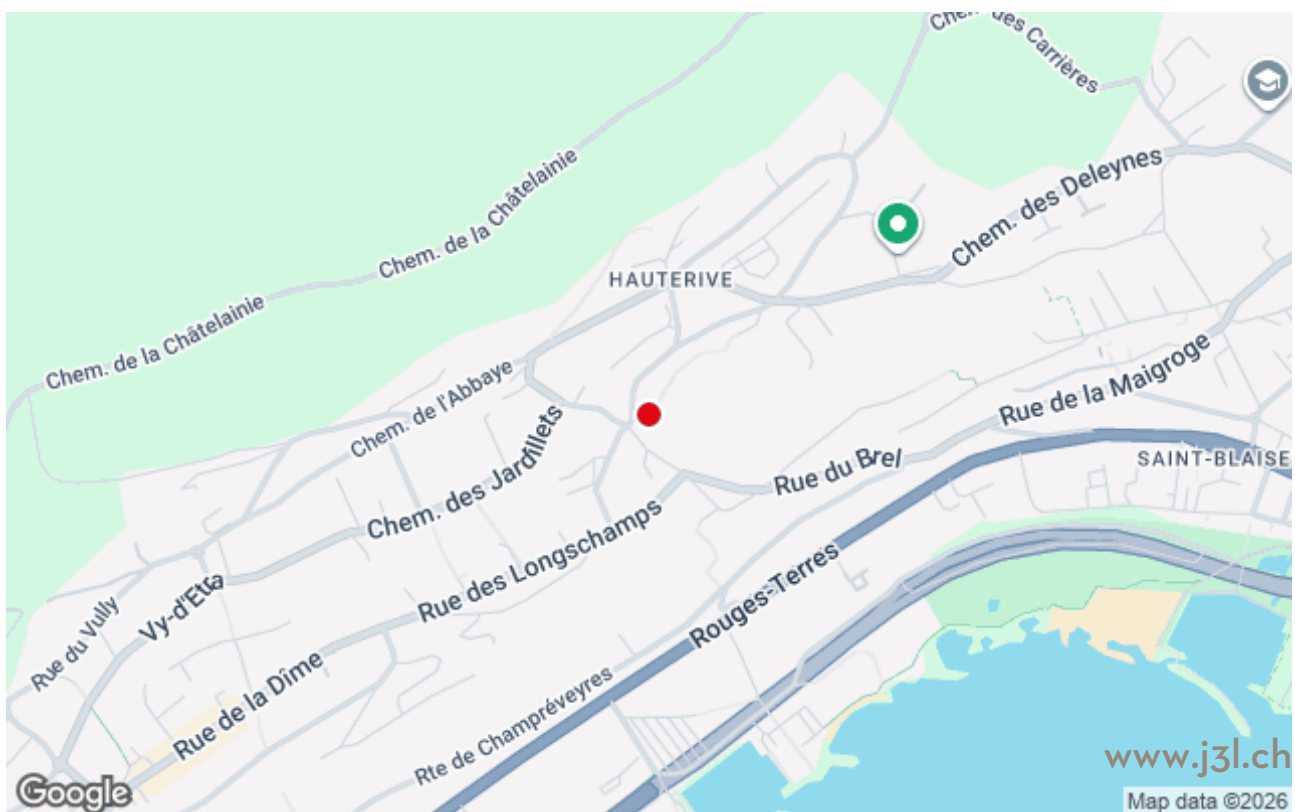 Chem. des Carrières
Chem. de la Châtelainie
Chem. des Deleynes
HAUTERIVE
Chem. de la Châtelainie
Chem. de l'Abbaye
Rue de la Maigroge
Chem. des Jardillets
Rue du Brel
SAINT-BLAISE
Rue des Longschamps
Rouges-Terres
Vy-d'Etra
Rue du Vully
Rue de la Dîme
Rte de Champréveyres
www.j3l.ch
Google
Map data ©2026